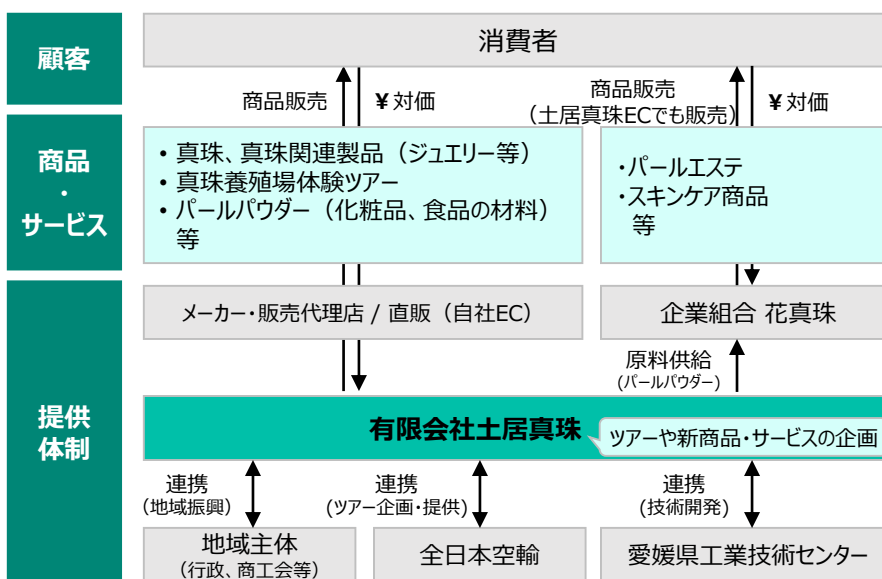 顧客
消費者
商品販売
¥対価
商品販売
（土居真珠ECでも販売）
¥対価
商品
・
サービス
・真珠、真珠関連製品（ジュエリー等）
・真珠養殖場体験ツアー
・パールパウダー（化粧品、食品の材料）
等
・パールエステ
・スキンケア商品
等
提供
体制
メーカー・販売代理店 / 直販（自社EC）
企業組合 花真珠
原料供給
(パールパウダー)
有限会社土居真珠
ツアーや新商品・サービスの企画
連携
(地域振興)
連携
(ツアー企画・提供)
連携
(技術開発)
地域主体
（行政、商工会等）
全日本空輸
愛媛県工業技術センター